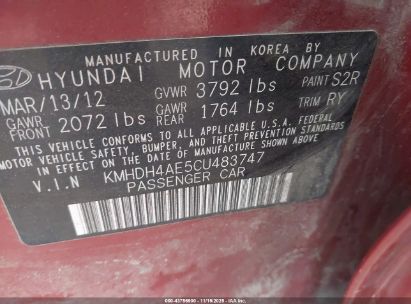 MANUFACTURED IN KOREA BY
HYUNDAI MOTOR COMPANY
MAR/13/12 GVWR 3792 lbs PAINT S2R
GAWR FRONT 2072 lbs GAWR REAR 1764 lbs TRIM RY
THIS VEHICLE CONFORMS TO ALL APPLICABLE U.S. FEDERAL
MOTOR VEHICLE SAFETY, BUMPER, AND THEFT PREVENTION
STANDARDS IN EFFECT ON THE DATE OF MANUFACTURE SHOWN ABOVE.
V.I.N KMHDH4AE5CU483747
PASSENGER CAR